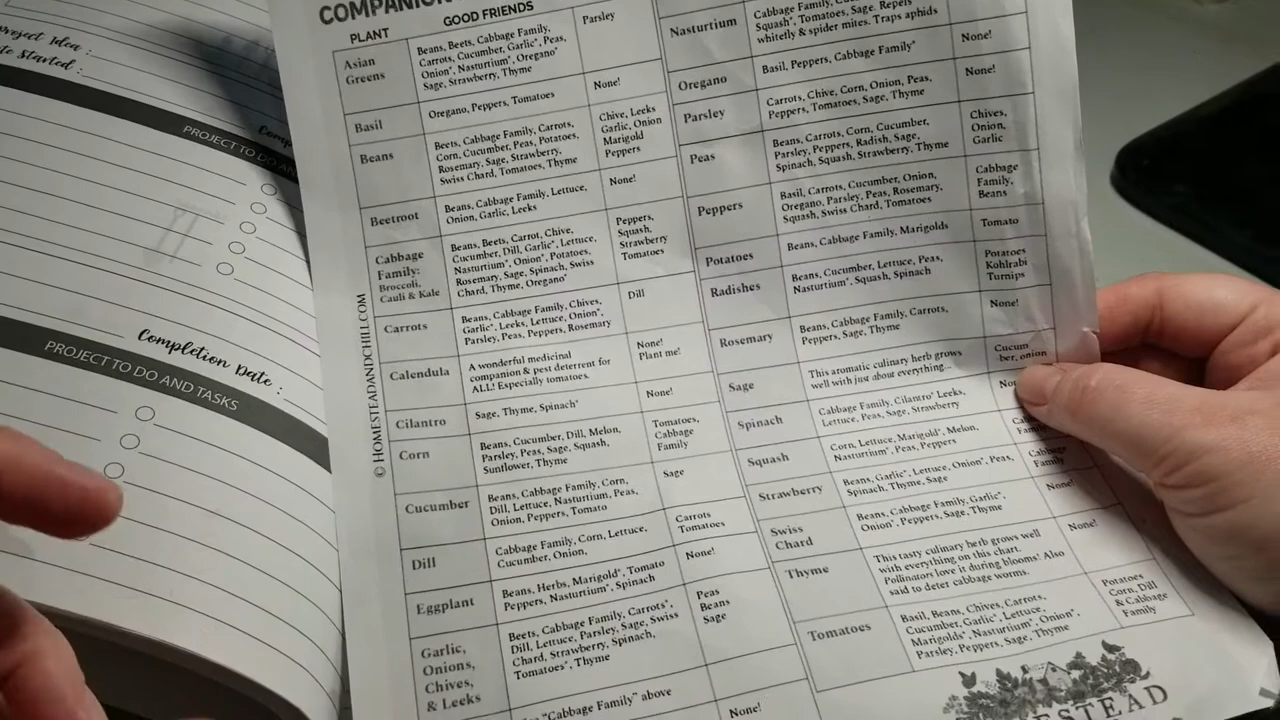 Project Idea :
Started :
PROJECT TO DO AN
Completion Date :
PROJECT TO DO AND TASKS
© HOMESTEADANDCHILL.COM
COMPANION
PLANT
GOOD FRIENDS
Asian
Greens
Beans, Beets, Cabbage Family,
Carrots, Cucumber, Garlic*, Peas,
Onion*, Nasturtium*, Oregano*
Sage, Strawberry, Thyme
Parsley
Basil
Oregano, Peppers, Tomatoes
None!
Beans
Beets, Cabbage Family, Carrots,
Corn, Cucumber, Peas, Potatoes,
Rosemary, Sage, Strawberry,
Swiss Chard, Tomatoes, Thyme
Chive, Leeks
Garlic, Onion
Marigold
Peppers
Beetroot
Beans, Cabbage Family, Lettuce,
Onion, Garlic, Leeks
None!
Cabbage
Family:
Broccoli,
Cauli & Kale
Beans, Beets, Carrot, Chive,
Cucumber, Dill, Garlic*, Lettuce,
Nasturtium*, Onion*, Potatoes,
Rosemary, Sage, Spinach, Swiss
Chard, Thyme, Oregano*
Peppers,
Squash,
Strawberry
Tomatoes
Carrots
Beans, Cabbage Family, Chives,
Garlic*, Leeks, Lettuce, Onion*,
Parsley, Peas, Peppers, Rosemary
Dill
Calendula
A wonderful medicinal
companion & pest deterrent for
ALL! Especially tomatoes.
None!
Plant me!
Cilantro
Sage, Thyme, Spinach*
None!
Corn
Beans, Cucumber, Dill, Melon,
Parsley, Peas, Sage, Squash,
Sunflower, Thyme
Tomatoes,
Cabbage
Family
Cucumber
Beans, Cabbage Family, Corn,
Dill, Lettuce, Nasturtium, Peas,
Onion, Peppers, Tomato
Sage
Dill
Cabbage Family, Corn, Lettuce,
Cucumber, Onion,
Carrots
Tomatoes
Eggplant
Beans, Herbs, Marigold*, Tomato
Peppers, Nasturtium*, Spinach
None!
Garlic,
Onions,
Chives,
& Leeks
Beets, Cabbage Family, Carrots*,
Dill, Lettuce, Parsley, Sage, Swiss
Chard, Strawberry, Spinach,
Tomatoes*, Thyme
Peas
Beans
Sage
"Cabbage Family" above
None!
Nasturtium
Cabbage Family, Cucumber,
Squash*, Tomatoes, Sage. Repels
whitefly & spider mites. Traps aphids
Oregano
Basil, Peppers, Cabbage Family*
None!
Parsley
Carrots, Chive, Corn, Onion, Peas,
Peppers, Tomatoes, Sage, Thyme
None!
Peas
Beans, Carrots, Corn, Cucumber,
Parsley, Peppers, Radish, Sage,
Spinach, Squash, Strawberry, Thyme
Chives,
Onion,
Garlic
Peppers
Basil, Carrots, Cucumber, Onion,
Oregano, Parsley, Peas, Rosemary,
Squash, Swiss Chard, Tomatoes
Cabbage
Family,
Beans
Potatoes
Beans, Cabbage Family, Marigolds
Tomato
Radishes
Beans, Cucumber, Lettuce, Peas,
Nasturtium*, Squash, Spinach
Potatoes
Kohlrabi
Turnips
Rosemary
Beans, Cabbage Family, Carrots,
Peppers, Sage, Thyme
None!
Sage
This aromatic culinary herb grows
well with just about everything...
Cucum
-ber, onion
Spinach
Cabbage Family, Cilantro* Leeks,
Lettuce, Peas, Sage, Strawberry
Squash
Corn, Lettuce, Marigold*, Melon,
Nasturtium*, Peas, Peppers
Strawberry
Beans, Garlic*, Lettuce, Onion*, Peas,
Spinach, Thyme, Sage
Cabbage
Family
Swiss
Chard
Beans, Cabbage Family, Garlic*,
Onion*, Peppers, Sage, Thyme
None!
Thyme
This tasty culinary herb grows well
with everything on this chart.
Pollinators love it during blooms! Also
said to deter cabbage worms.
None!
Tomatoes
Basil, Beans, Chives, Carrots,
Cucumber, Garlic*, Lettuce,
Marigolds*, Nasturtium*, Onion*,
Parsley, Peppers, Sage, Thyme
Potatoes
Corn, Dill
& Cabbage
Family
ESTEAD